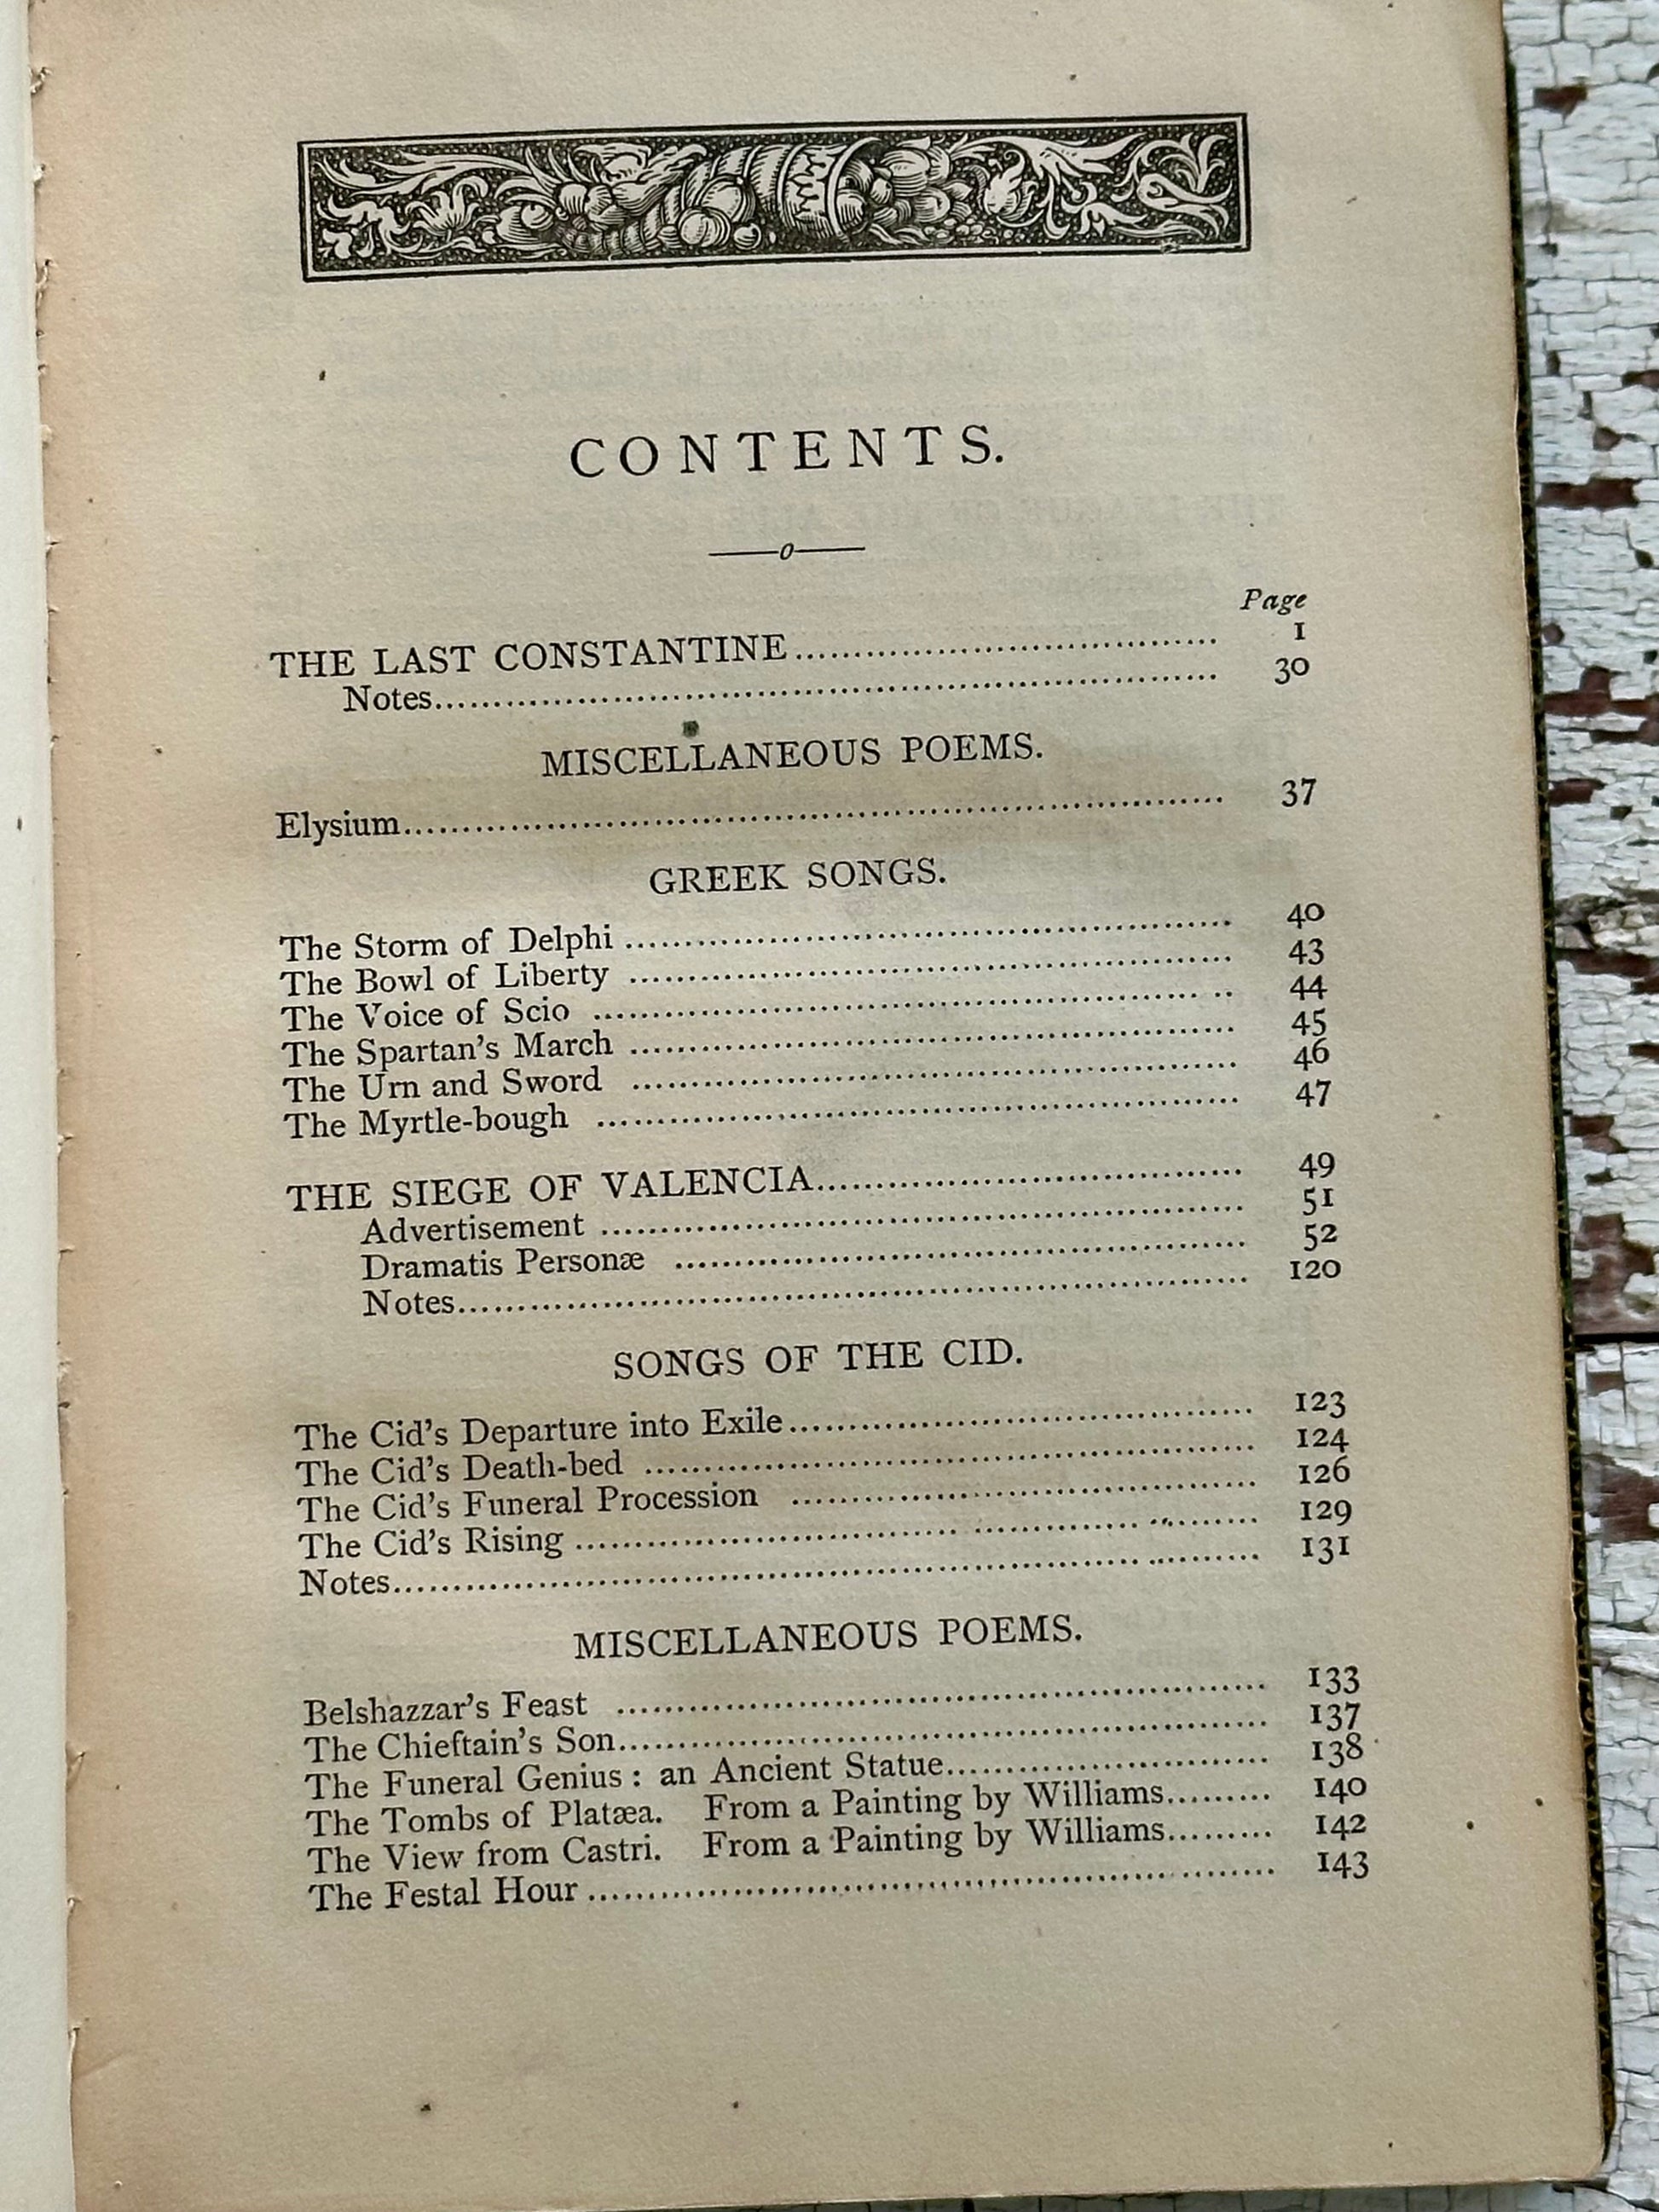 CONTENTS.
Page
THE LAST CONSTANTINE........................................ 1
Notes........................................ 30
MISCELLANEOUS POEMS.
Elysium........................................ 37
GREEK SONGS.
The Storm of Delphi ........................................ 40
The Bowl of Liberty ........................................ 43
The Voice of Scio ........................................ 44
The Spartan's March ........................................ 45
The Urn and Sword ........................................ 46
The Myrtle-bough ........................................ 47
THE SIEGE OF VALENCIA........................................ 49
Advertisement ........................................ 51
Dramatis Personæ ........................................ 52
Notes........................................ 120
SONGS OF THE CID.
The Cid's Departure into Exile........................................ 123
The Cid's Death-bed ........................................ 124
The Cid's Funeral Procession ........................................ 126
The Cid's Rising ........................................ 129
Notes........................................ 131
MISCELLANEOUS POEMS.
Belshazzar's Feast ........................................ 133
The Chieftain's Son........................................ 137
The Funeral Genius : an Ancient Statue........................... 138
The Tombs of Platæa. From a Painting by Williams......... 140
The View from Castri. From a Painting by Williams......... 142
The Festal Hour ........................................ 143